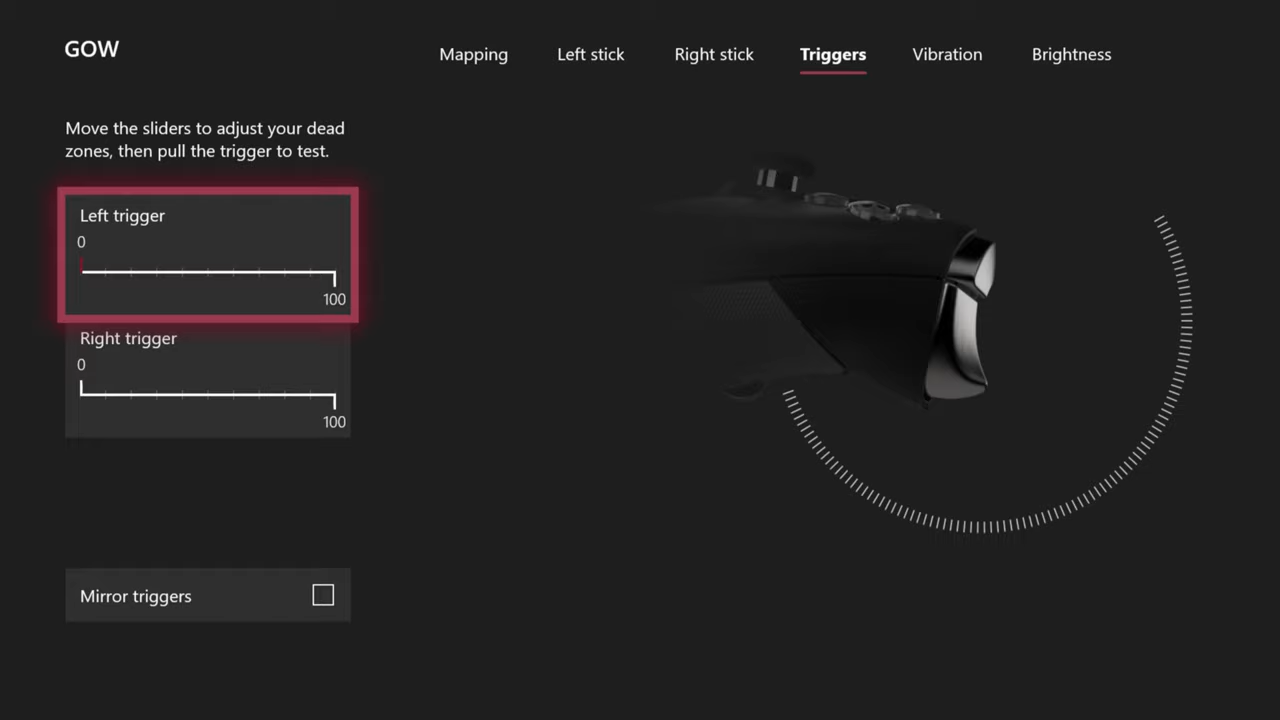 GOW
Mapping
Left stick
Right stick
Triggers
Vibration
Brightness
Move the sliders to adjust your dead
zones, then pull the trigger to test.
Left trigger
0
100
Right trigger
0
100
Mirror triggers